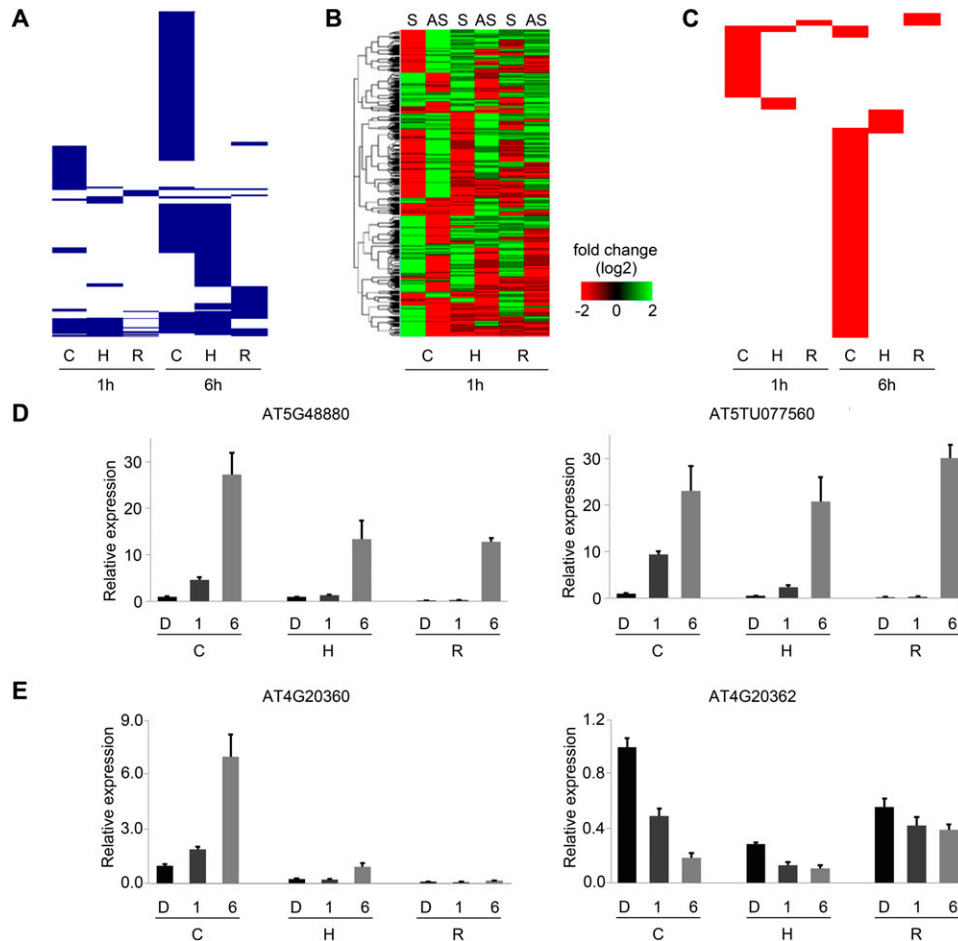 A
C H R C H R
1h 6h
B
S AS S AS S AS
C H R
1h
fold change
(log2)
-2 0 2
C
C H R C H R
1h 6h
D
AT5G48880
Relative expression
30
20
10
0
D 1 6 D 1 6 D 1 6
C H R
AT5TU077560
Relative expression
30
20
10
0
D 1 6 D 1 6 D 1 6
C H R
E
AT4G20360
Relative expression
9.0
6.0
3.0
0.0
D 1 6 D 1 6 D 1 6
C H R
AT4G20362
Relative expression
1.2
0.8
0.4
0.0
D 1 6 D 1 6 D 1 6
C H R